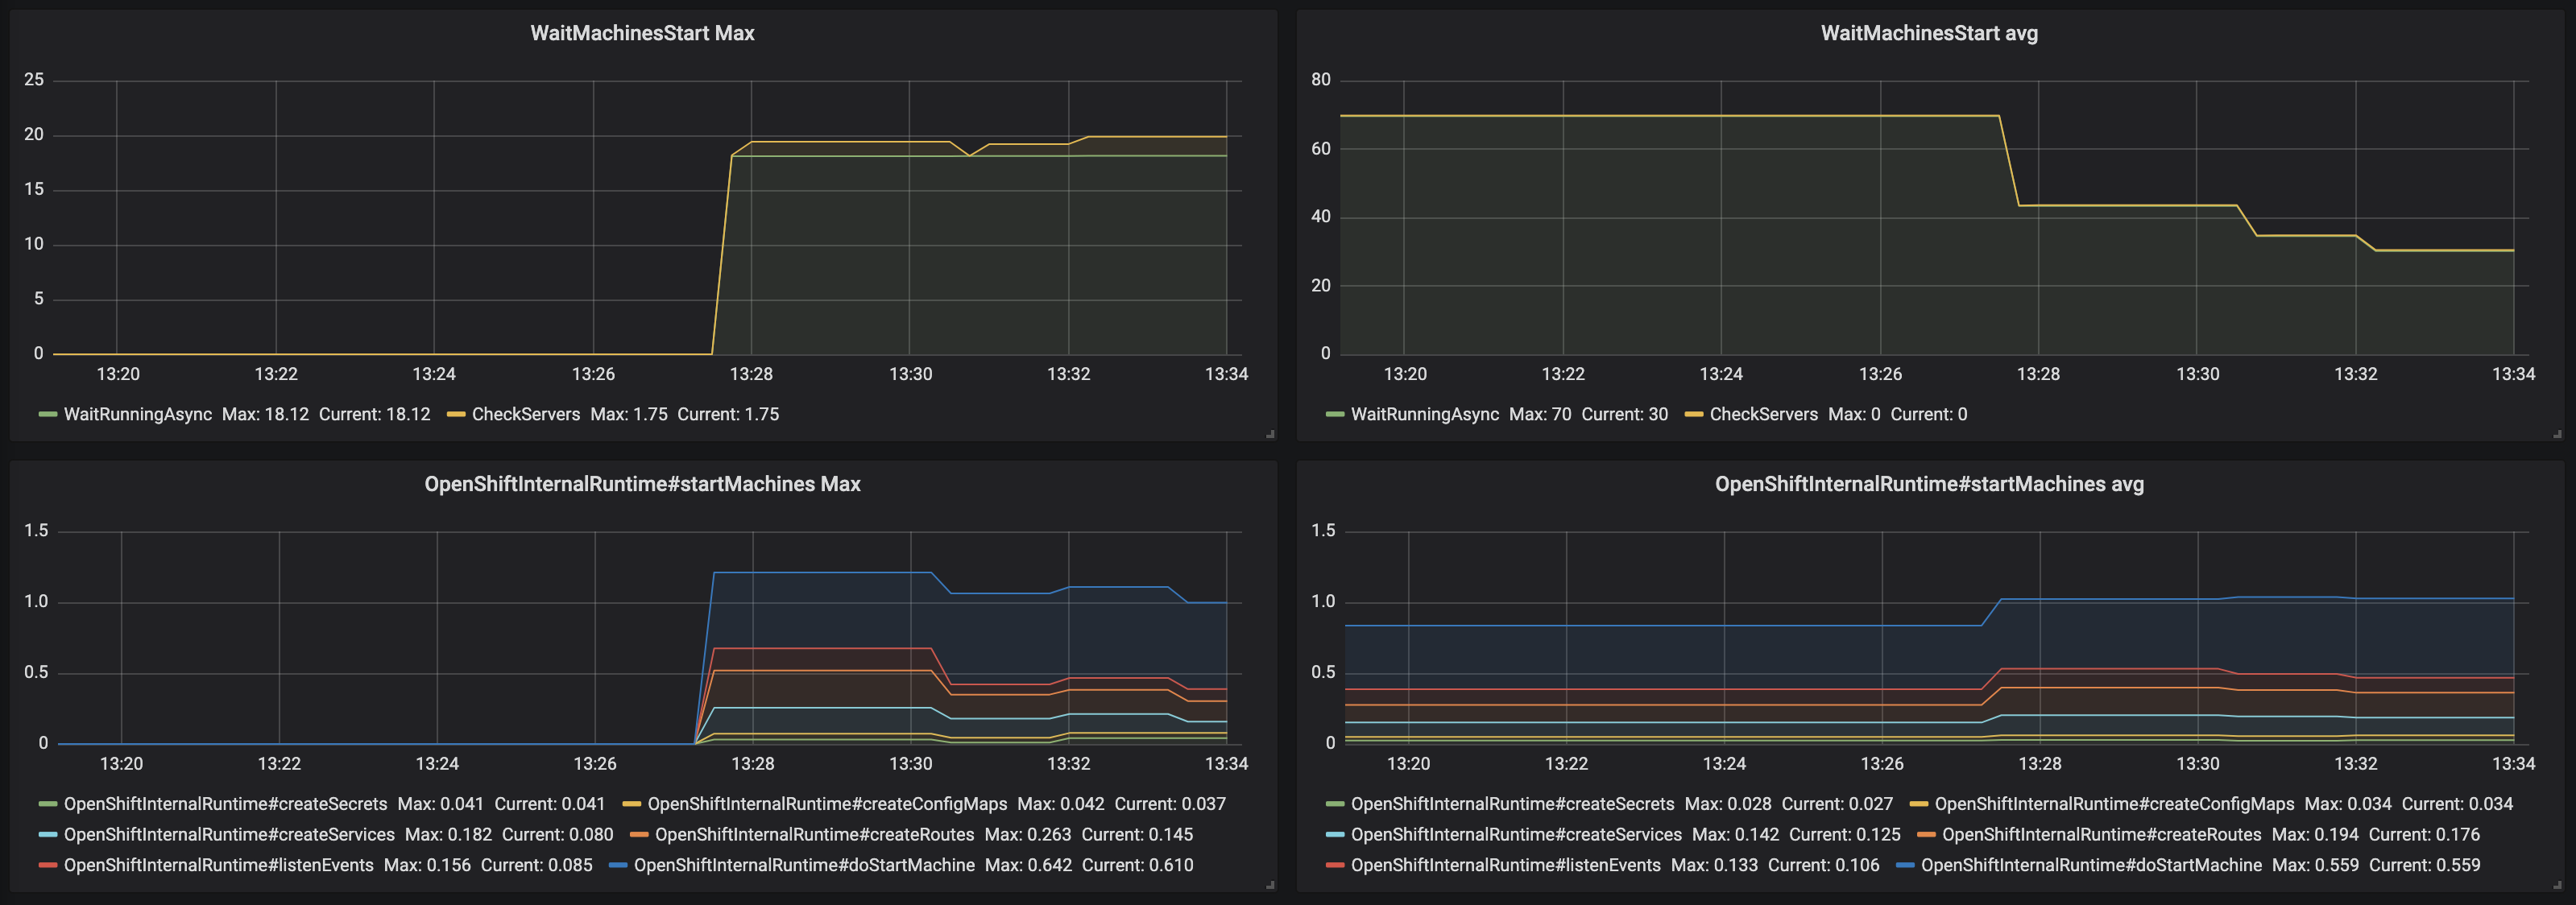 WaitMachinesStart Max
25
20
15
10
5
0
13:20 13:22 13:24 13:26 13:28 13:30 13:32 13:34
WaitRunningAsync Max: 18.12 Current: 18.12 CheckServers Max: 1.75 Current: 1.75
WaitMachinesStart avg
80
60
40
20
0
13:20 13:22 13:24 13:26 13:28 13:30 13:32 13:34
WaitRunningAsync Max: 70 Current: 30 CheckServers Max: 0 Current: 0
OpenShiftInternalRuntime#startMachines Max
1.5
1.0
0.5
0
13:20 13:22 13:24 13:26 13:28 13:30 13:32 13:34
OpenShiftInternalRuntime#createSecrets Max: 0.041 Current: 0.041 OpenShiftInternalRuntime#createConfigMaps Max: 0.042 Current: 0.037
OpenShiftInternalRuntime#createServices Max: 0.182 Current: 0.080 OpenShiftInternalRuntime#createRoutes Max: 0.263 Current: 0.145
OpenShiftInternalRuntime#listenEvents Max: 0.156 Current: 0.085 OpenShiftInternalRuntime#doStartMachine Max: 0.642 Current: 0.610
OpenShiftInternalRuntime#startMachines avg
1.5
1.0
0.5
0
13:20 13:22 13:24 13:26 13:28 13:30 13:32 13:34
OpenShiftInternalRuntime#createSecrets Max: 0.028 Current: 0.027 OpenShiftInternalRuntime#createConfigMaps Max: 0.034 Current: 0.034
OpenShiftInternalRuntime#createServices Max: 0.142 Current: 0.125 OpenShiftInternalRuntime#createRoutes Max: 0.194 Current: 0.176
OpenShiftInternalRuntime#listenEvents Max: 0.133 Current: 0.106 OpenShiftInternalRuntime#doStartMachine Max: 0.559 Current: 0.559